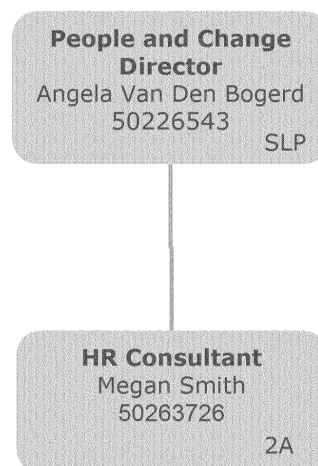 People and Change
Director
Angela Van Den Bogerd
50226543
SLP
HR Consultant
Megan Smith
50263726
2A